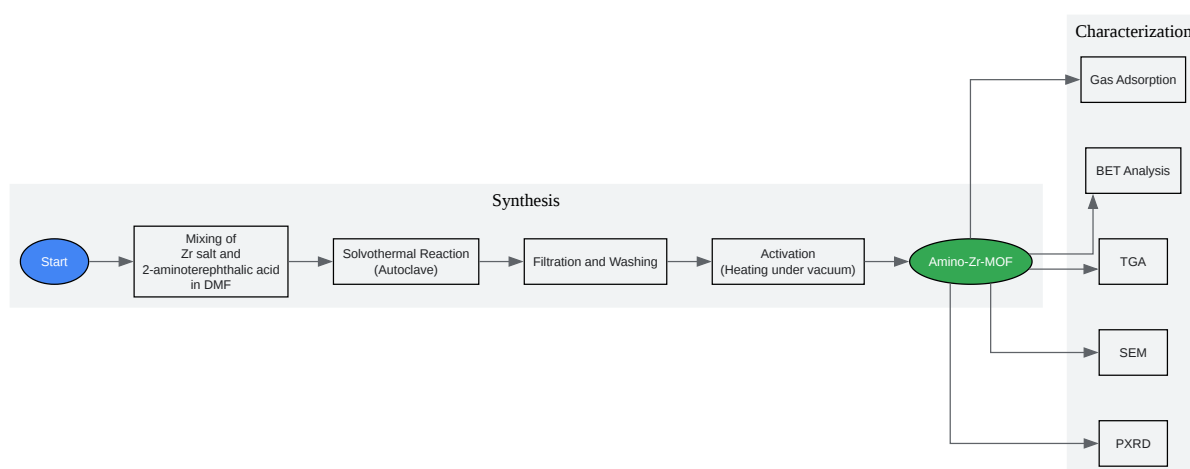 Characterization
Gas Adsorption
BET Analysis
Synthesis
Start
Mixing of
Zr salt and
2-aminoterephthalic acid
in DMF
Solvothermal Reaction
(Autoclave)
Filtration and Washing
Activation
(Heating under vacuum)
Amino-Zr-MOF
TGA
SEM
PXRD